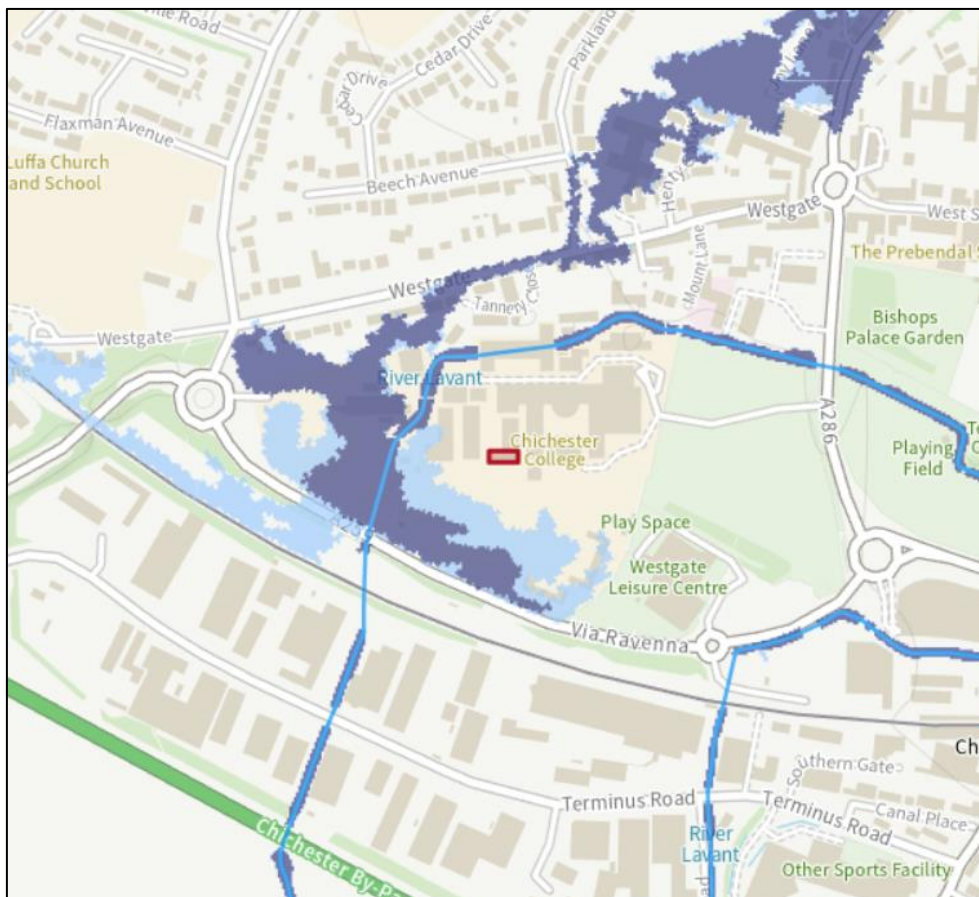 Road
Parkland
Cedar Drive
Cedar Drive
Flaxman Avenue
Luffa Church
and School
Beech Avenue
Henty
Westgate
West S
The Prebendal S
Mount Lane
Westgate
Tannery Close
Bishops
Palace Garden
Westgate
River Lavant
A286
Chichester
College
Playing
Field
Play Space
Westgate
Leisure Centre
Via Ravenna
Ch
Southern Gate
Terminus Road
Terminus Road
Canal Place
Chichester By-Pa
River
Lavant
Other Sports Facility